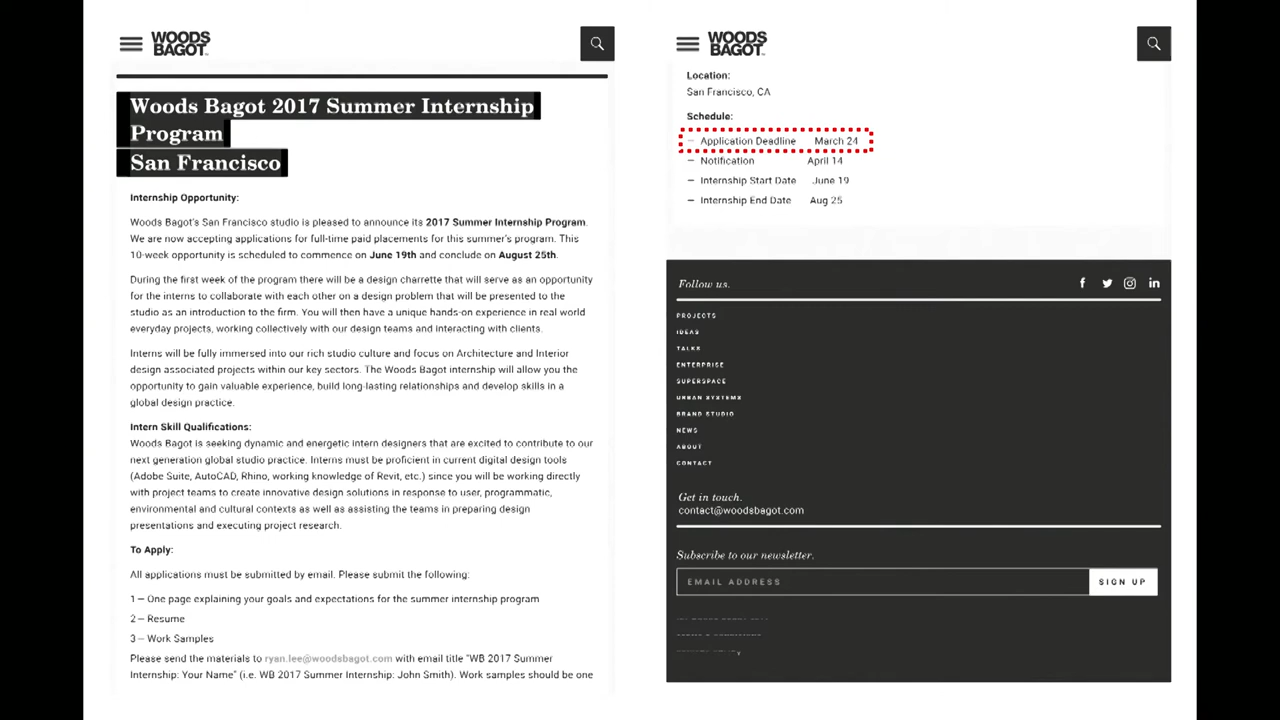 WOODS
BAGOT
Woods Bagot 2017 Summer Internship
Program
San Francisco
Internship Opportunity:
Woods Bagot's San Francisco studio is pleased to announce its 2017 Summer Internship Program.
We are now accepting applications for full-time paid placements for this summer's program. This
10-week opportunity is scheduled to commence on June 19th and conclude on August 25th.
During the first week of the program there will be a design charrette that will serve as an opportunity
for the interns to collaborate with each other on a design problem that will be presented to the
studio as an introduction to the firm. You will then have a unique hands-on experience in real world
everyday projects, working collectively with our design teams and interacting with clients.
Interns will be fully immersed into our rich studio culture and focus on Architecture and Interior
design associated projects within our key sectors. The Woods Bagot internship will allow you the
opportunity to gain valuable experience, build long-lasting relationships and develop skills in a
global design practice.
Intern Skill Qualifications:
Woods Bagot is seeking dynamic and energetic intern designers that are excited to contribute to our
next generation global studio practice. Interns must be proficient in current digital design tools
(Adobe Suite, AutoCAD, Rhino, working knowledge of Revit, etc.) since you will be working directly
with project teams to create innovative design solutions in response to user, programmatic,
environmental and cultural contexts as well as assisting the teams in preparing design
presentations and executing project research.
To Apply:
All applications must be submitted by email. Please submit the following:
1 — One page explaining your goals and expectations for the summer internship program
2 — Resume
3 — Work Samples
Please send the materials to ryan.lee@woodsbagot.com with email title "WB 2017 Summer
Internship: Your Name" (i.e. WB 2017 Summer Internship: John Smith). Work samples should be one
WOODS
BAGOT
Location:
San Francisco, CA
Schedule:
— Application Deadline March 24
— Notification April 14
— Internship Start Date June 19
— Internship End Date Aug 25
Follow us.
PROJECTS
IDEAS
TALKS
ENTERPRISE
SUPERSPACE
URBAN SYSTEMS
BRAND STUDIO
NEWS
ABOUT
CONTACT
Get in touch.
contact@woodsbagot.com
Subscribe to our newsletter.
EMAIL ADDRESS
SIGN UP